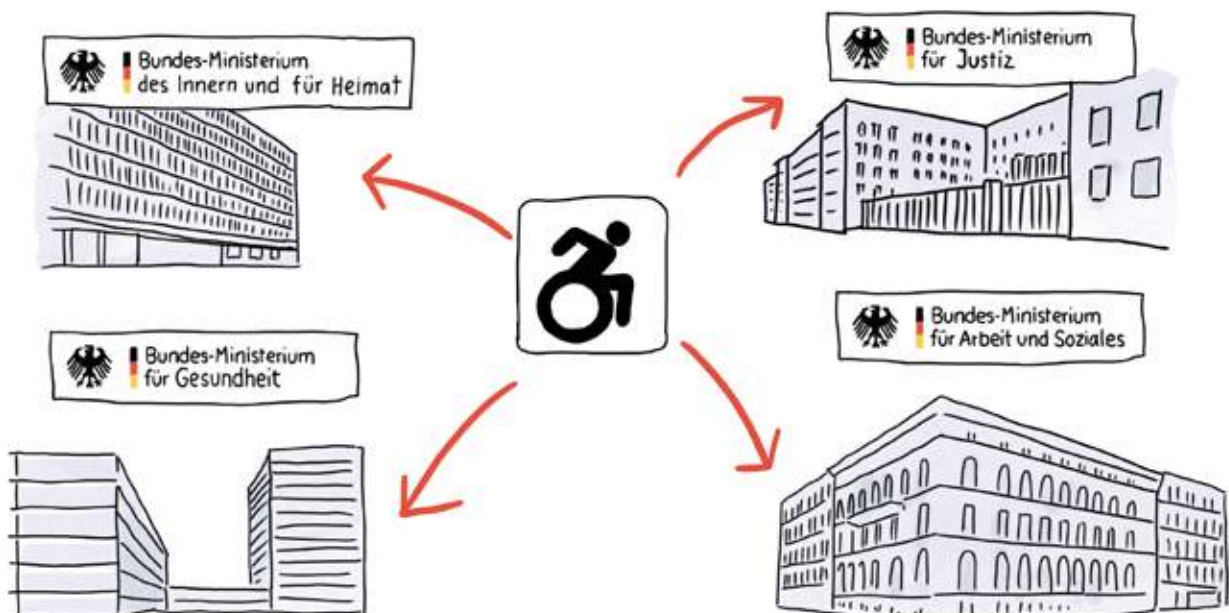 Bundes-Ministerium
des Innern und für Heimat
Bundes-Ministerium
für Justiz
Bundes-Ministerium
für Gesundheit
Bundes-Ministerium
für Arbeit und Soziales